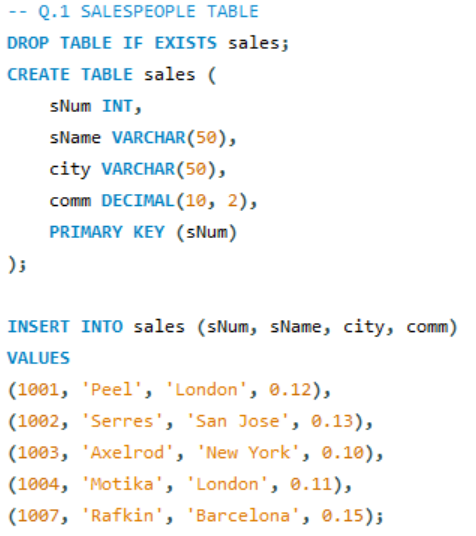 -- Q.1 SALESPEOPLE TABLE
DROP TABLE IF EXISTS sales;
CREATE TABLE sales (
    sNum INT,
    sName VARCHAR(50),
    city VARCHAR(50),
    comm DECIMAL(10, 2),
    PRIMARY KEY (sNum)
);
INSERT INTO sales (sNum, sName, city, comm)
VALUES
(1001, 'Peel', 'London', 0.12),
(1002, 'Serres', 'San Jose', 0.13),
(1003, 'Axelrod', 'New York', 0.10),
(1004, 'Motika', 'London', 0.11),
(1007, 'Rafkin', 'Barcelona', 0.15);